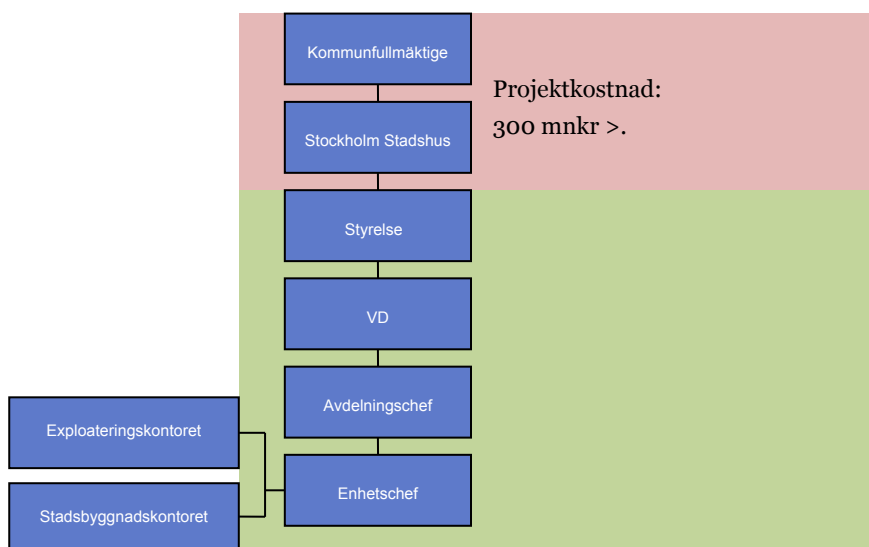 Kommunfullmäktige
Projektkostnad:
300 mnkr >.
Stockholm Stadshus
Styrelse
VD
Avdelningschef
Exploateringskontoret
Enhetschef
Stadsbyggnadskontoret